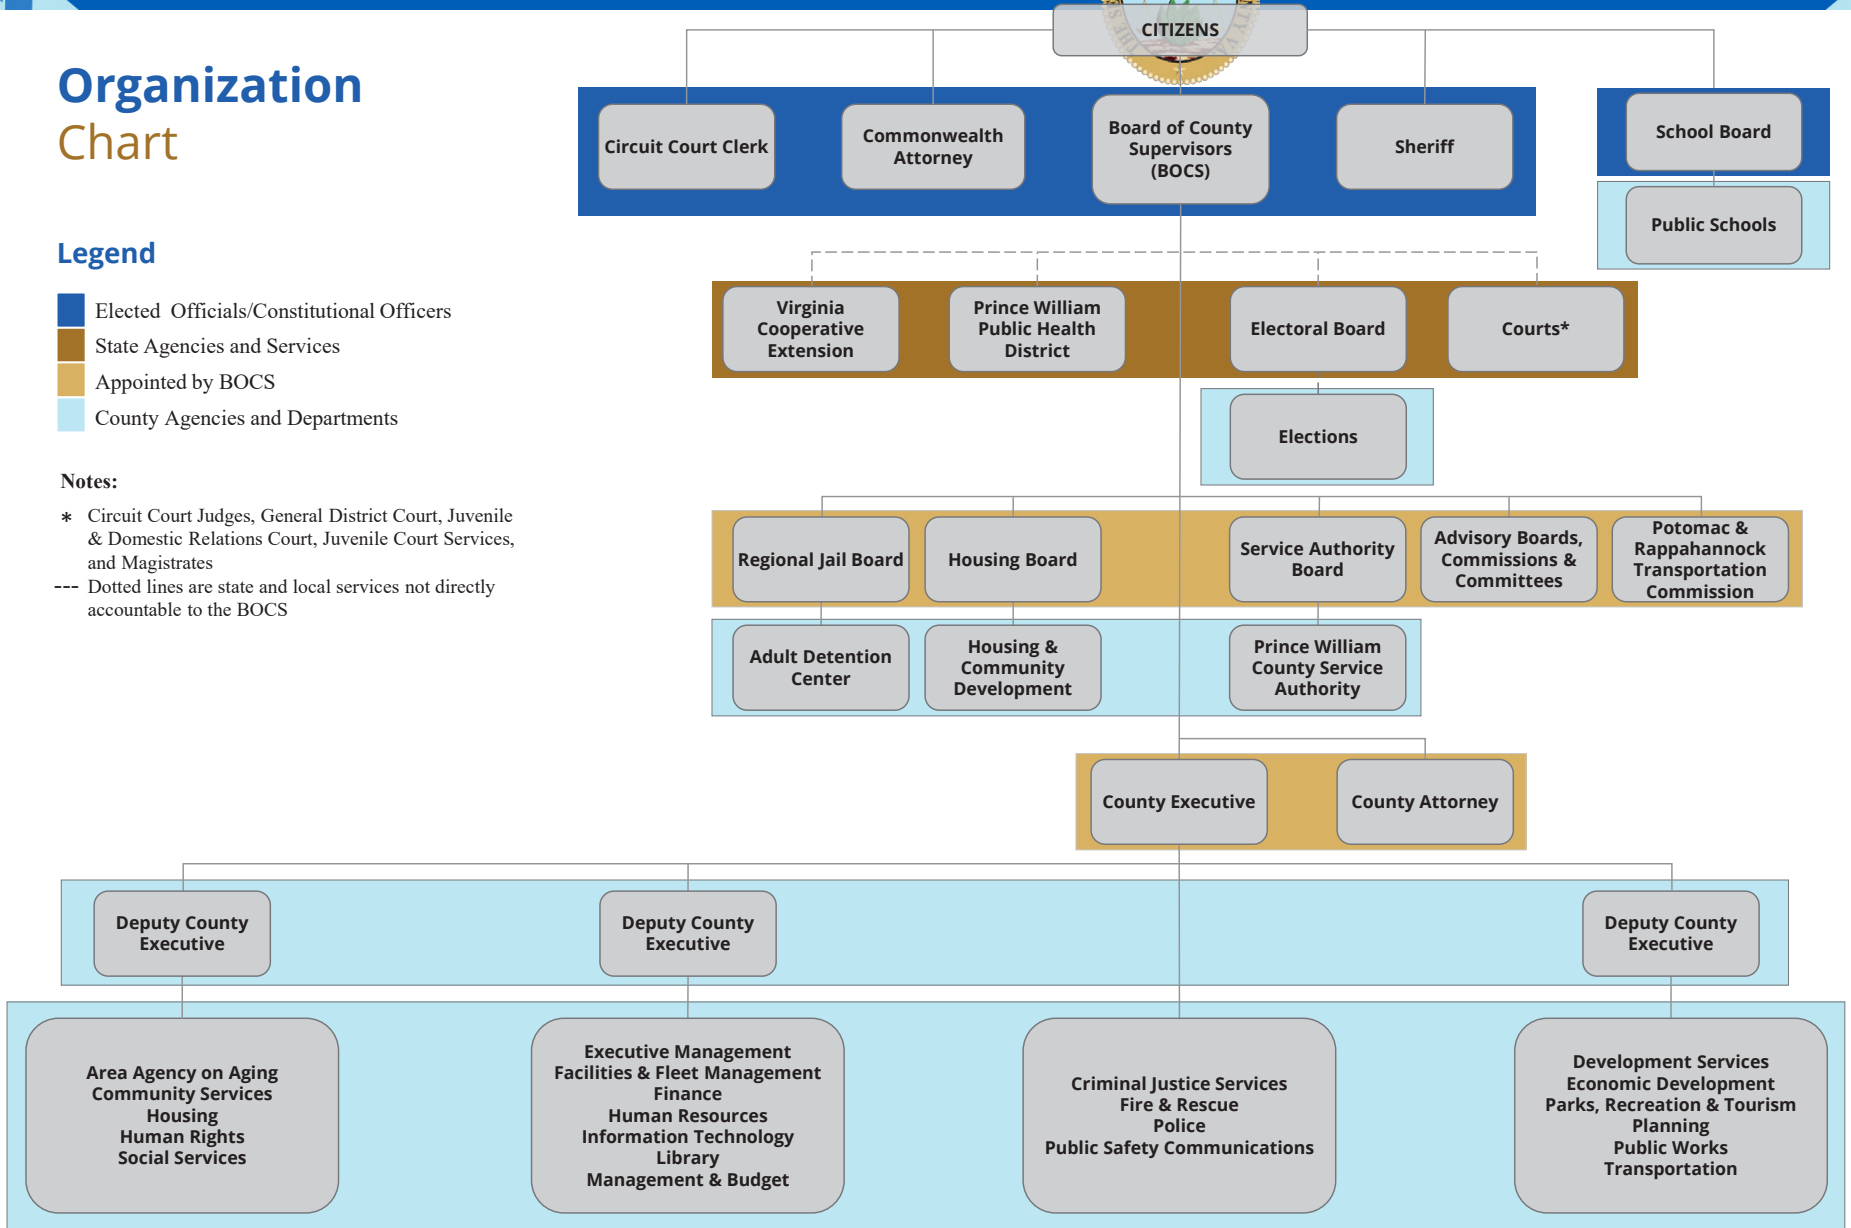 CITIZENS
Organization
Chart
Circuit Court Clerk
Commonwealth
Attorney
Board of County
Supervisors
(BOCS)
Sheriff
School Board
Public Schools
Legend
Elected  Officials/Constitutional Officers
State Agencies and Services
Appointed by BOCS
County Agencies and Departments
Virginia
Cooperative
Extension
Prince William
Public Health
District
Electoral Board
Courts*
Elections
Notes:
* Circuit Court Judges, General District Court, Juvenile
& Domestic Relations Court, Juvenile Court Services,
and Magistrates
--- Dotted lines are state and local services not directly
accountable to the BOCS
Regional Jail Board
Housing Board
Service Authority
Board
Advisory Boards,
Commissions &
Committees
Potomac &
Rappahannock
Transportation
Commission
Adult Detention
Center
Housing &
Community
Development
Prince William
County Service
Authority
County Executive
County Attorney
Deputy County
Executive
Deputy County
Executive
Deputy County
Executive
Area Agency on Aging
Community Services
Housing
Human Rights
Social Services
Executive Management
Facilities & Fleet Management
Finance
Human Resources
Information Technology
Library
Management & Budget
Criminal Justice Services
Fire & Rescue
Police
Public Safety Communications
Development Services
Economic Development
Parks, Recreation & Tourism
Planning
Public Works
Transportation